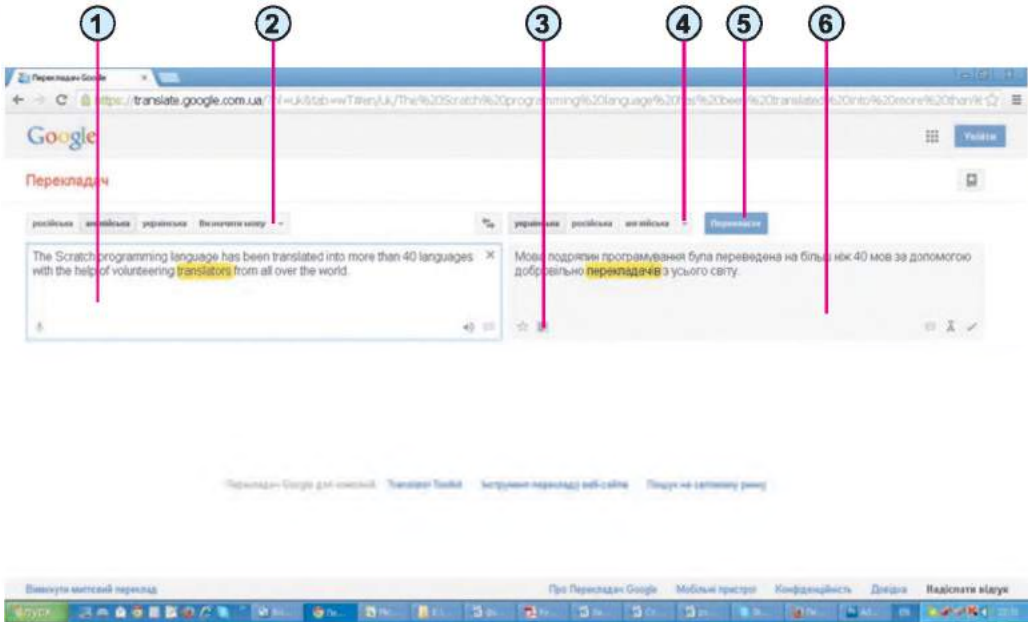 1 2 3 4 5 6
Перекладач Google
https://translate.google.com.ua/
Google
Увійти
Перекладач
російська англійська українська Визначити мову українська російська англійська Перекласти
The Scratch programming language has been translated into more than 40 languages
with the help of volunteering translators from all over the world.
Мова подряпин програмування була переведена на більш ніж 40 мов за допомогою
добровільно перекладачів з усього світу.
Перекладач Google для компаній: Translator Toolkit Інструмент перекладу веб-сайтів Пошук на світовому ринку
Вимкнути миттєвий переклад Про Перекладач Google Мобільні пристрої Конфіденційність Довідка Надіслати відгук